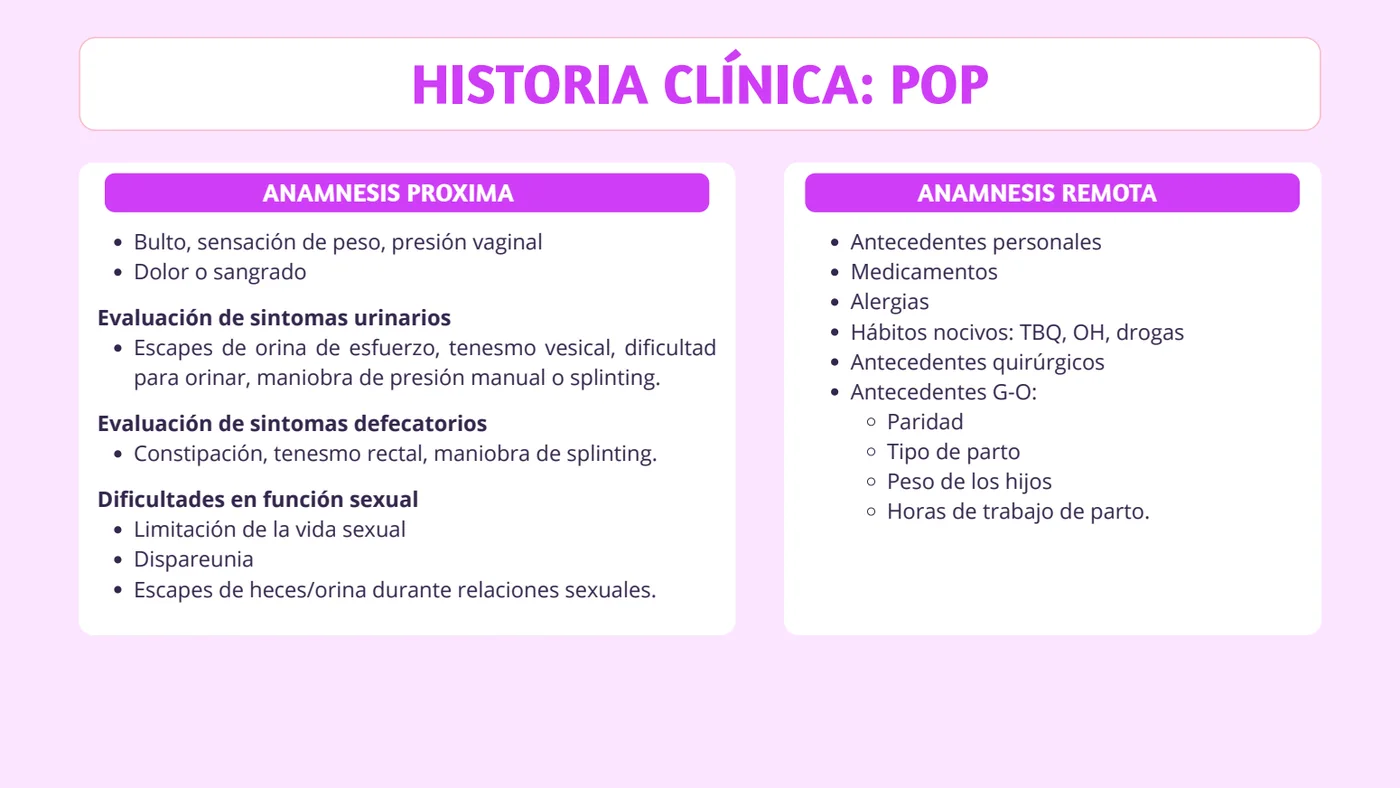 HISTORIA CLÍNICA: POP
ANAMNESIS PROXIMA
Bulto, sensación de peso, presión vaginal
Dolor o sangrado
Evaluación de sintomas urinarios
Escapes de orina de esfuerzo, tenesmo vesical, dificultad
para orinar, maniobra de presión manual o splinting.
Evaluación de sintomas defecatorios
Constipación, tenesmo rectal, maniobra de splinting.
Dificultades en función sexual
Limitación de la vida sexual
Dispareunia
Escapes de heces/orina durante relaciones sexuales.
ANAMNESIS REMOTA
Antecedentes personales
Medicamentos
Alergias
Hábitos nocivos: TBQ, OH, drogas
Antecedentes quirúrgicos
Antecedentes G-O:
Paridad
Tipo de parto
Peso de los hijos
Horas de trabajo de parto.